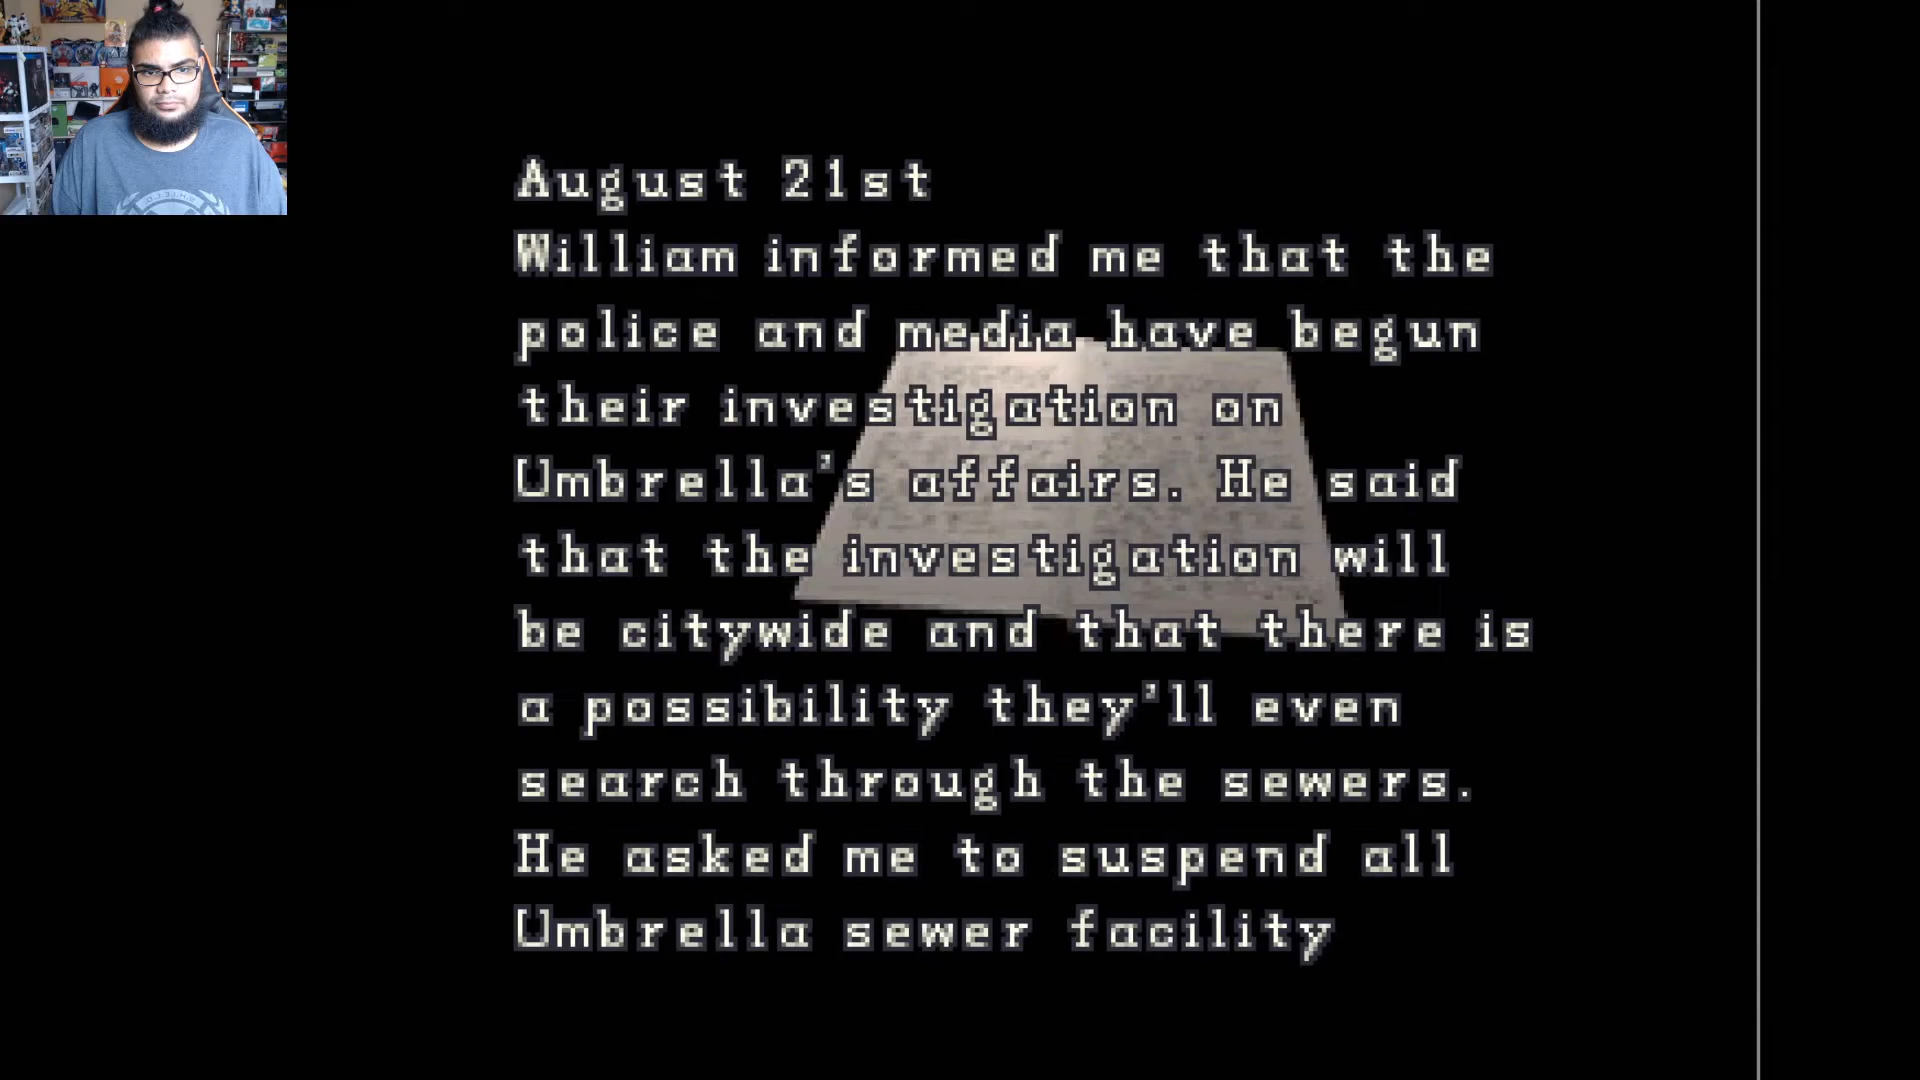 August 21st
William informed me that the
police and media have begun
their investigation on
Umbrella's affairs. He said
that the investigation will
be citywide and that there is
a possibility they'll even
search through the sewers.
He asked me to suspend all
Umbrella sewer facility